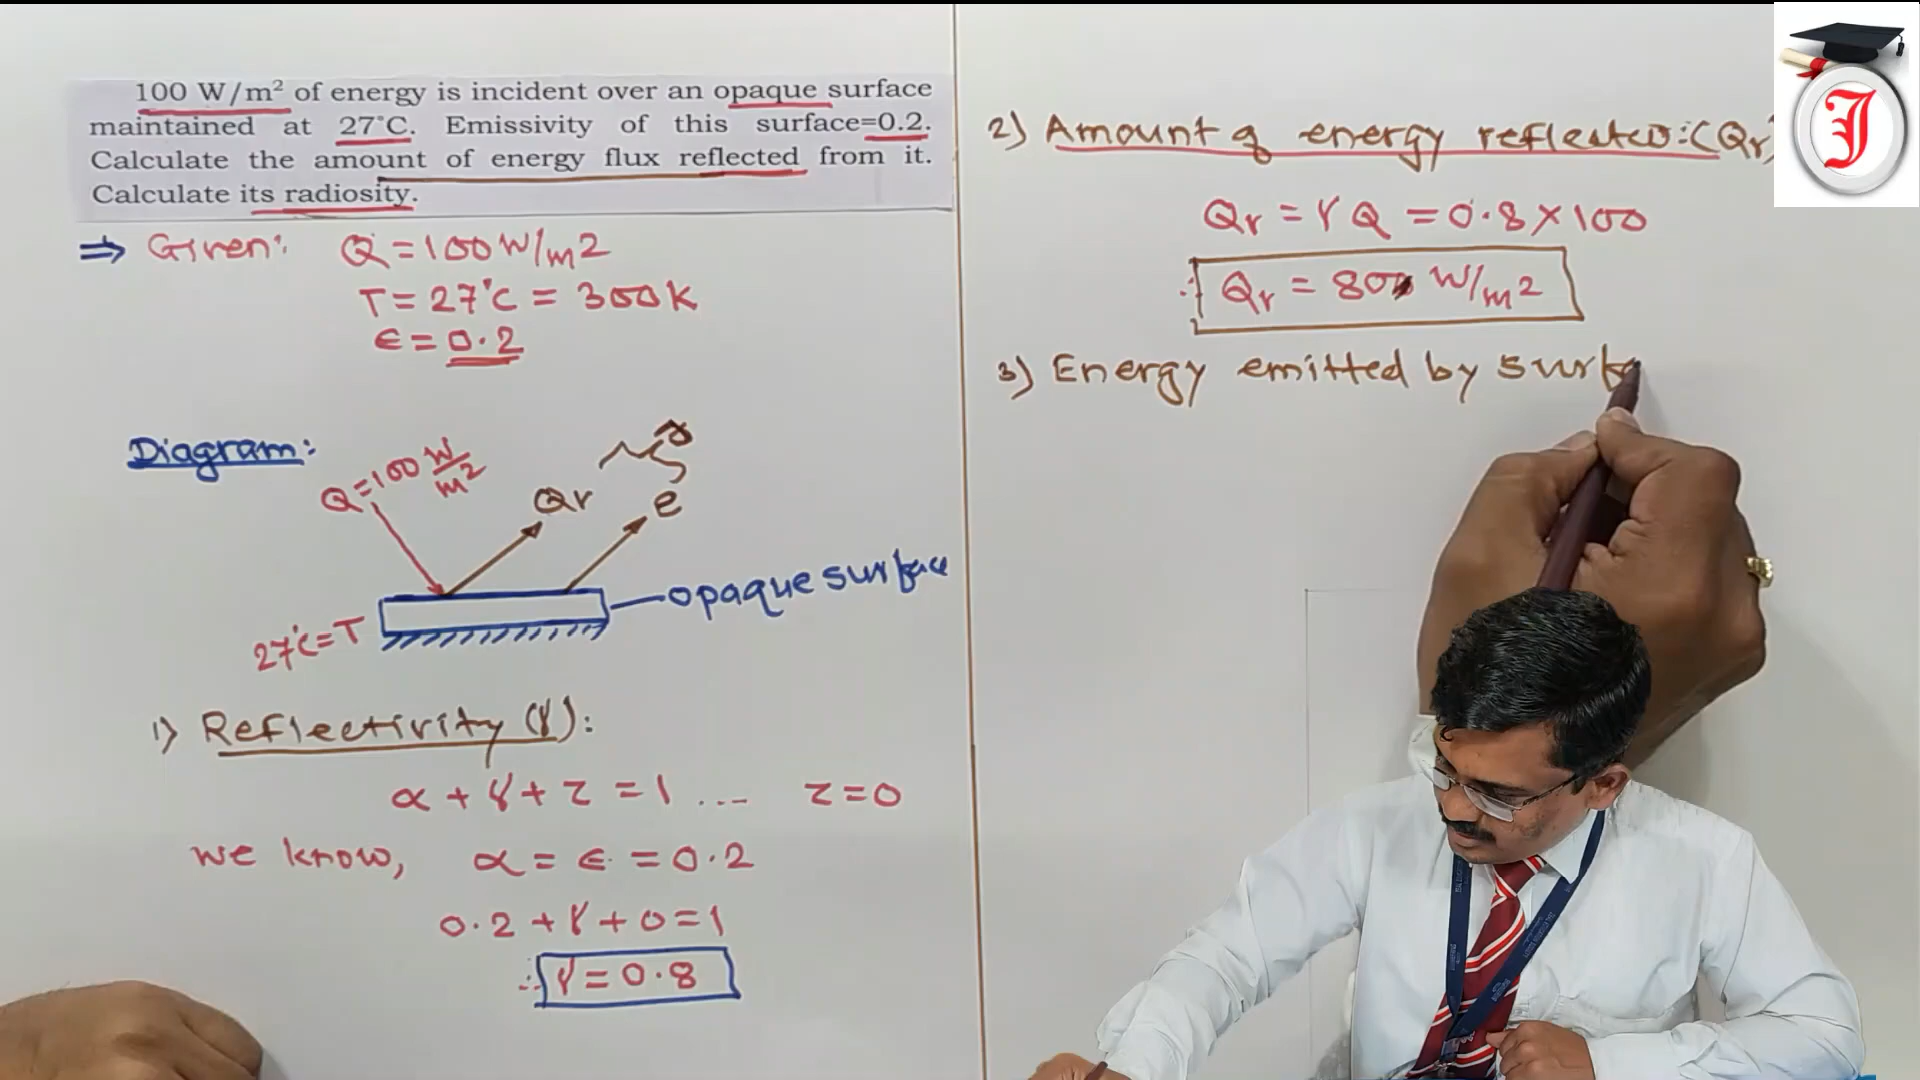 100 W/m² of energy is incident over an opaque surface
maintained at 27°C. Emissivity of this surface=0.2.
Calculate the amount of energy flux reflected from it.
Calculate its radiosity.
⇒ Given: Q = 100 W/m2
T = 27°C = 300 K
ϵ = 0.2
Diagram:
Q = 100 W/m2
Qr
e
opaque surface
27°C = T
1) Reflectivity (γ):
α + γ + τ = 1 ... τ = 0
we know, α = ϵ = 0.2
0.2 + γ + 0 = 1
∴ γ = 0.8
2) Amount of energy reflected: (Qr)
Qr = γ Q = 0.8 × 100
∴ Qr = 80 W/m2
3) Energy emitted by surfa
J